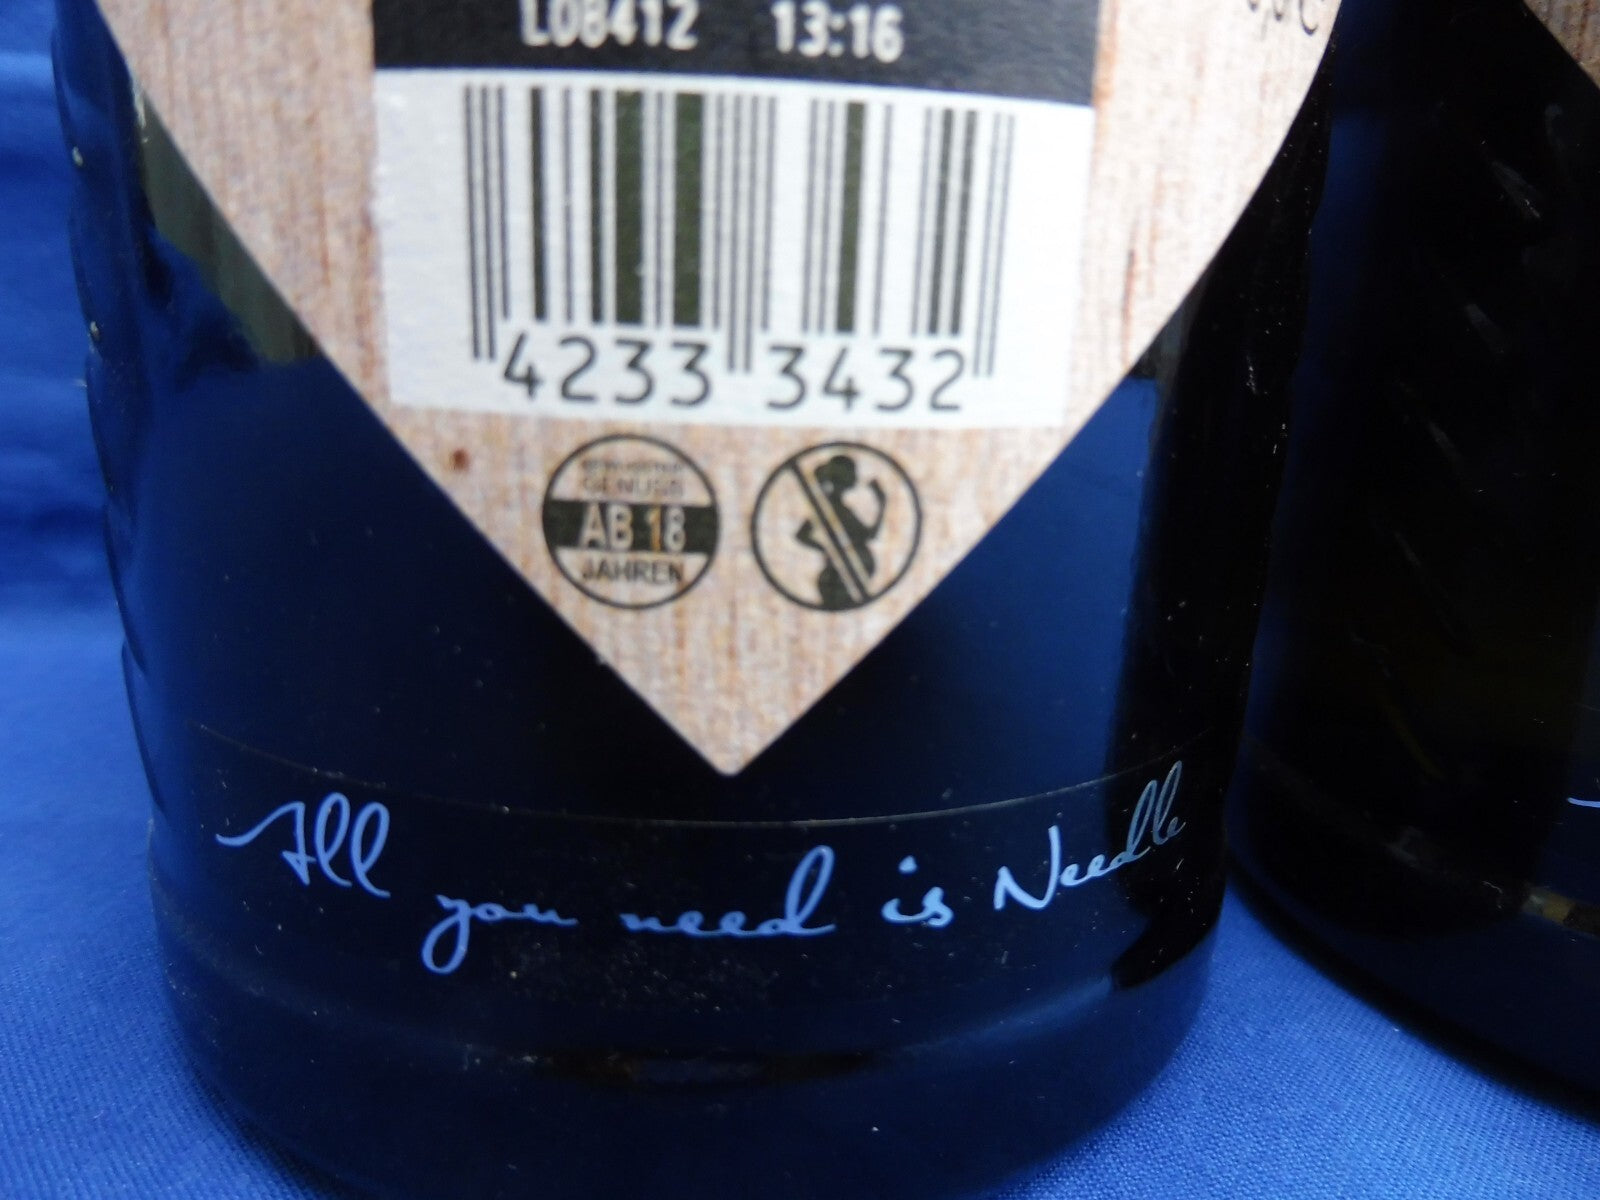 L08412 13:16
4233 3432
GENUSS
AB 18
JAHREN
All you need is Needle